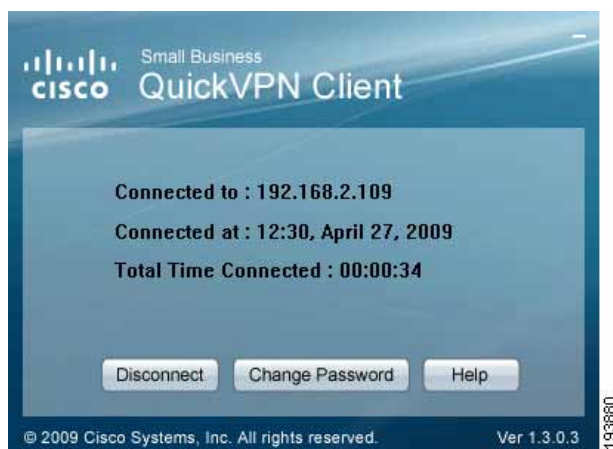 Small Business
CISCO QuickVPN Client
Connected to : 192.168.2.109
Connected at : 12:30, April 27, 2009
Total Time Connected : 00:00:34
Disconnect Change Password Help
© 2009 Cisco Systems, Inc. All rights reserved. Ver 1.3.0.3
193880